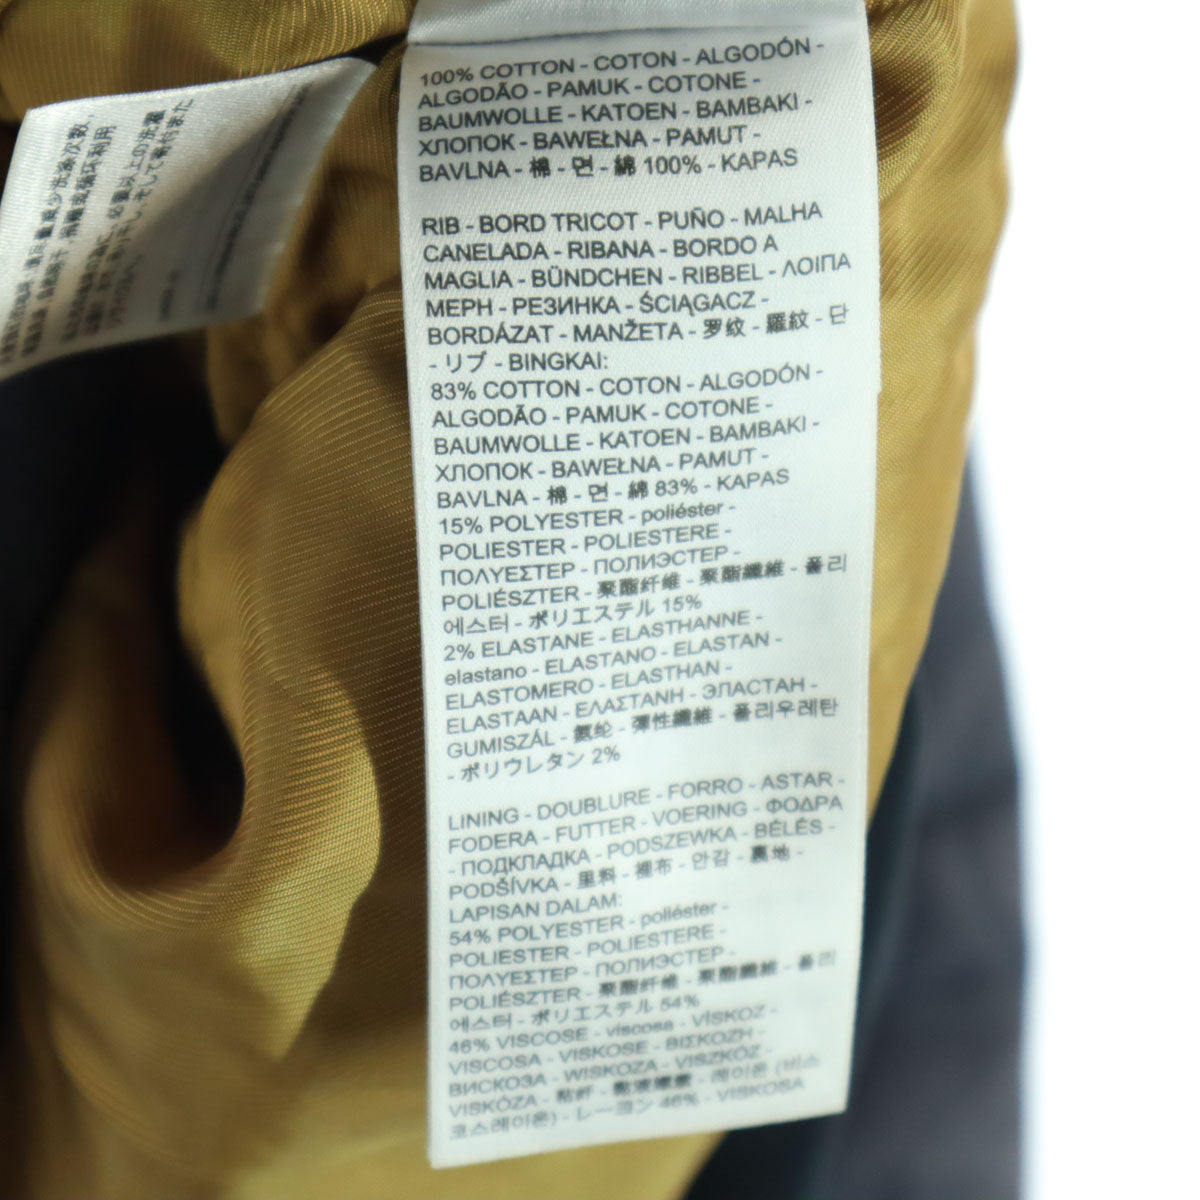 100% COTTON - COTON - ALGODÓN -
ALGODÃO - PAMUK - COTONE -
BAUMWOLLE - KATOEN - BAMBAKI -
ХЛОПОК - BAWEŁNA - PAMUT -
BAVLNA - 棉 - 면 - 綿 100% - KAPAS
RIB - BORD TRICOT - PUÑO - MALHA
CANELADA - RIBANA - BORDO A
MAGLIA - BÜNDCHEN - RIBBEL - ΛΟΙΠΑ
ΜΕΡΗ - РЕЗИНКА - ŚCIĄGACZ -
BORDÁZAT - MANŽETA - 罗纹 - 羅紋 - 단
- リブ - BINGKAI:
83% COTTON - COTON - ALGODÓN -
ALGODÃO - PAMUK - COTONE -
BAUMWOLLE - KATOEN - BAMBAKI -
ХЛОПОК - BAWEŁNA - PAMUT -
BAVLNA - 棉 - 면 - 綿 83% - KAPAS
15% POLYESTER - poliéster -
POLIESTER - POLIESTERE -
ΠΟΛΥΕΣΤΕΡ - ПОЛИЭСТЕР -
POLIÉSZTER - 聚酯纤维 - 聚酯纖維 - 폴리
에스터 - ポリエステル 15%
2% ELASTANE - ELASTHANNE -
elastano - ELASTANO - ELASTAN -
ELASTOMERO - ELASTHAN -
ELASTAAN - ΕΛΑΣΤΑΝΗ - ЭЛАСТАН -
GUMISZÁL - 氨纶 - 彈性纖維 - 폴리우레탄
- ポリウレタン 2%
LINING - DOUBLURE - FORRO - ASTAR -
FODERA - FUTTER - VOERING - ΦΟΔΡΑ
- ПОДКЛАДКА - PODSZEWKA - BÉLÉS -
PODŠÍVKA - 里料 - 裡布 - 안감 - 裏地 -
LAPISAN DALAM:
54% POLYESTER - poliéster -
POLIESTER - POLIESTERE -
ΠΟΛΥΕΣΤΕΡ - ПОЛИЭСТЕР -
POLIÉSZTER - 聚酯纤维 - 聚酯纖維 - 폴리
에스터 - ポリエステル 54%
46% VISCOSE - viscosa - VİSKOZ -
VISCOSA - VISKOSE - ΒΙΣΚΟΖΗ -
ВИСКОЗА - WISKOZA - VISZKÓZ -
VISKÓZA - 黏纤 - 黏液嫘縈 - 레이온 (비스
코스레이온) - レーヨン 46% - VISCOSA